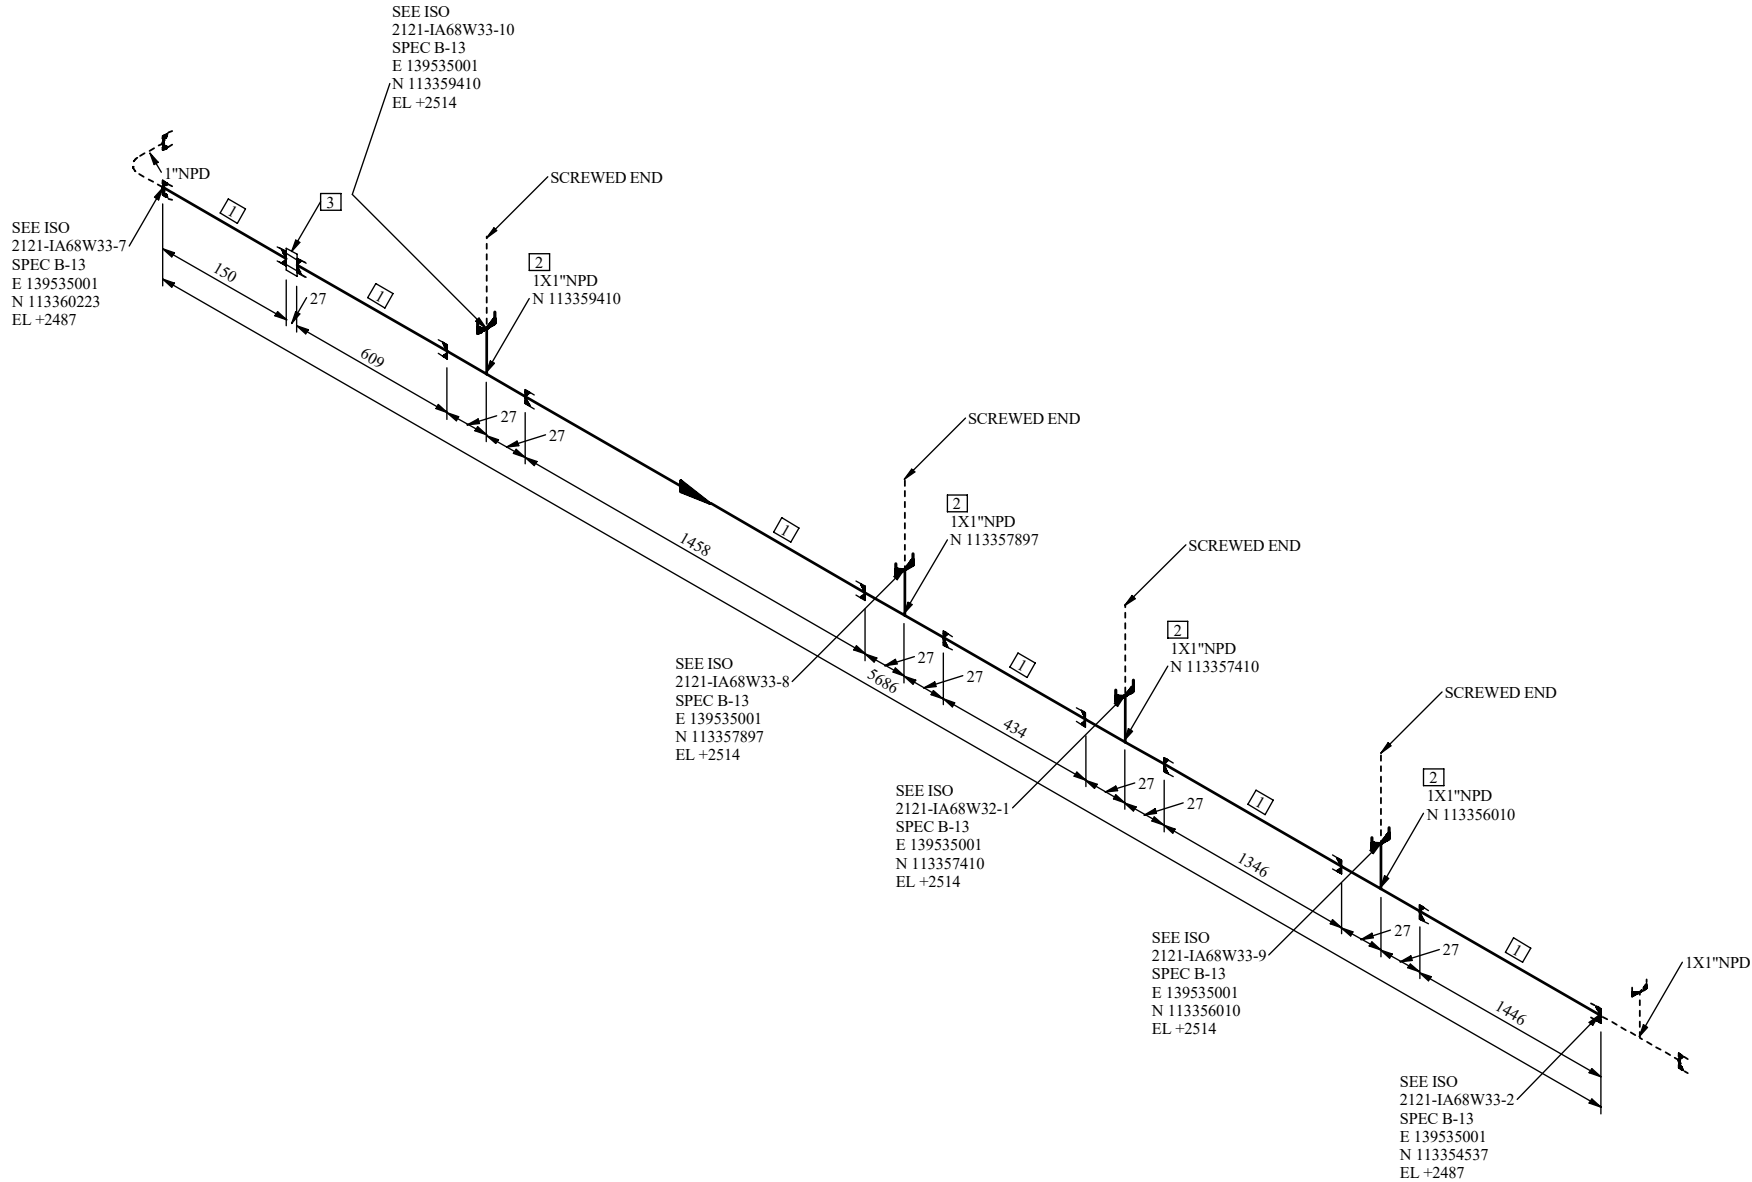 SEE ISO
2121-IA68W33-10
SPEC B-13
E 139535001
N 113359410
EL +2514
1"NPD
SCREWED END
1
3
SEE ISO
2121-IA68W33-7
SPEC B-13
E 139535001
N 113360223
EL +2487
150
27
1
2
1X1"NPD
N 113359410
609
27
27
SCREWED END
1458
1
2
1X1"NPD
N 113357897
SCREWED END
SEE ISO
2121-IA68W33-8
SPEC B-13
E 139535001
N 113357897
EL +2514
27
5686
27
1
2
1X1"NPD
N 113357410
434
SCREWED END
SEE ISO
2121-IA68W32-1
SPEC B-13
E 139535001
N 113357410
EL +2514
27
27
1
2
1X1"NPD
N 113356010
1346
SEE ISO
2121-IA68W33-9
SPEC B-13
E 139535001
N 113356010
EL +2514
27
27
1
1X1"NPD
1446
SEE ISO
2121-IA68W33-2
SPEC B-13
E 139535001
N 113354537
EL +2487